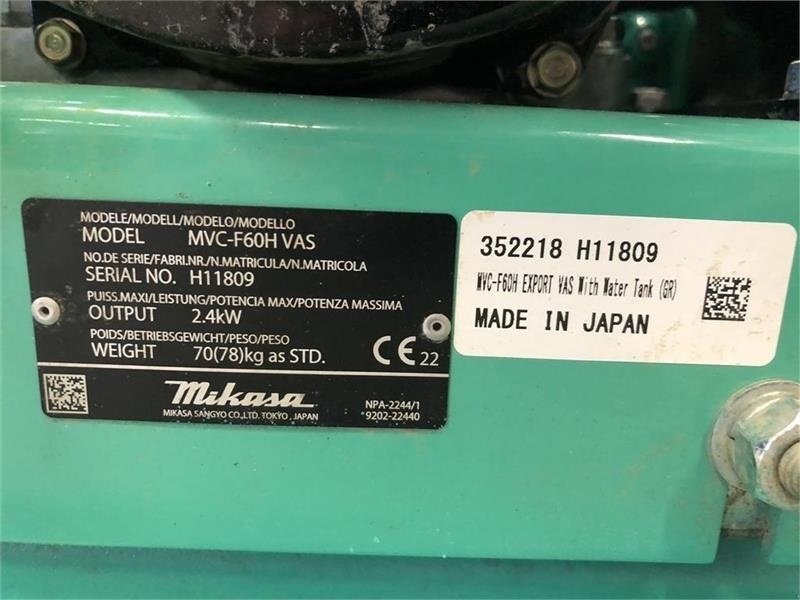 MODELE/MODELL/MODELO/MODELLO
MODEL MVC-F60H VAS
NO.DE SERIE/FABRI.NR./N.MATRICULA/N.MATRICOLA
SERIAL NO. H11809
PUISS.MAXI/LEISTUNG/POTENCIA MAX/POTENZA MASSIMA
OUTPUT 2.4kW
POIDS/BETRIEBSGEWICHT/PESO/PESO
WEIGHT 70(78)kg as STD.
CE 22
Mikasa
MIKASA SANGYO CO.,LTD. TOKYO, JAPAN
NPA-2244/1
*9202-22440
352218 H11809
MVC-F60H EXPORT VAS With Water Tank (GR)
MADE IN JAPAN